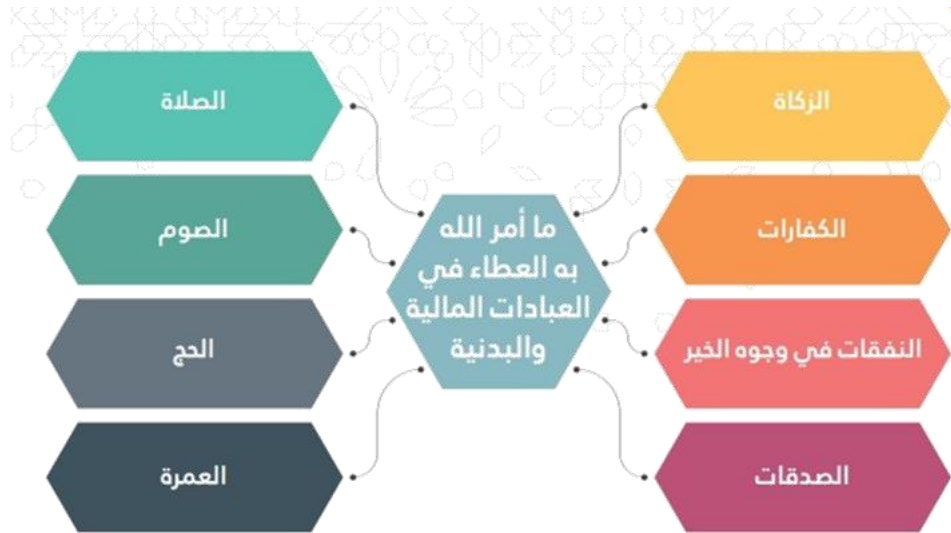 ما أمر الله
به العطاء في
العبادات المالية
والبدنية
الزكاة
الكفارات
النفقات في وجوه الخير
الصدقات
الصلاة
الصوم
الحج
العمرة